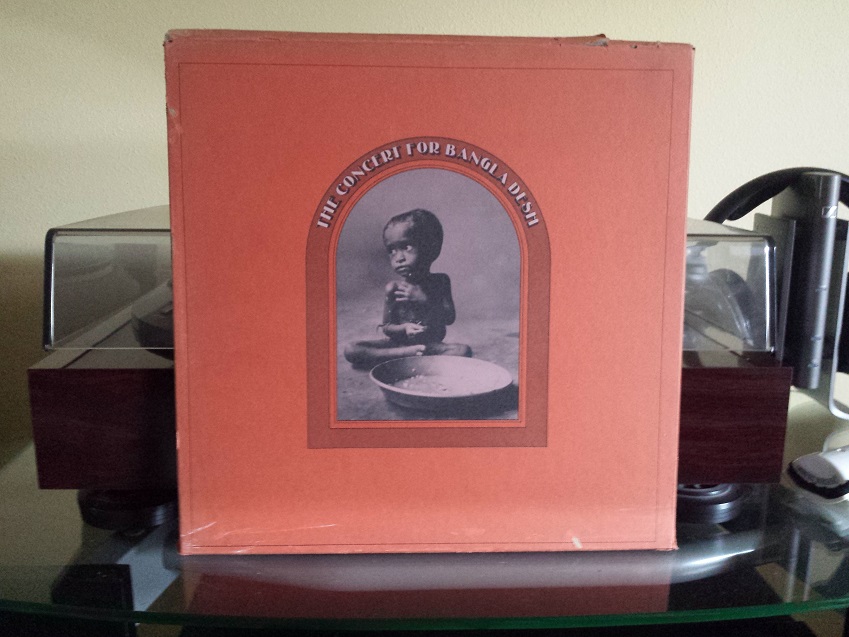 THE CONCERT FOR BANGLA DESH